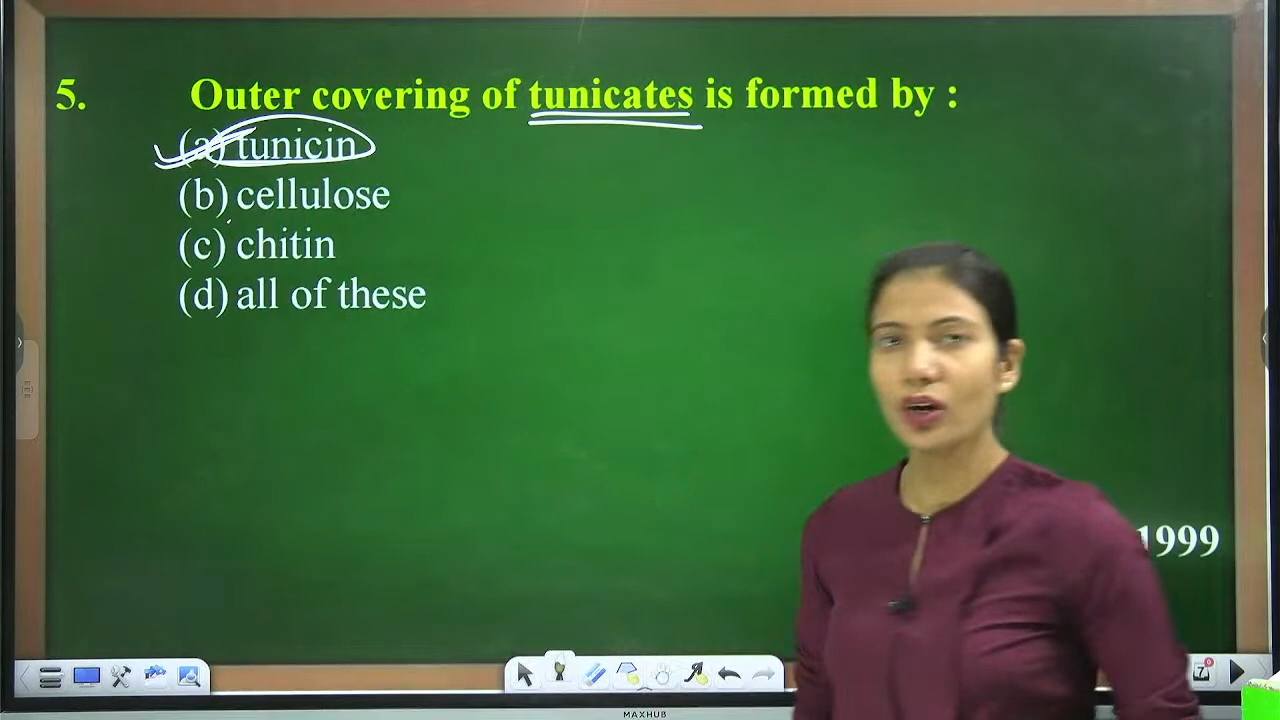 5. Outer covering of tunicates is formed by :
(a) tunicin
(b) cellulose
(c) chitin
(d) all of these
1999
MAXHUB